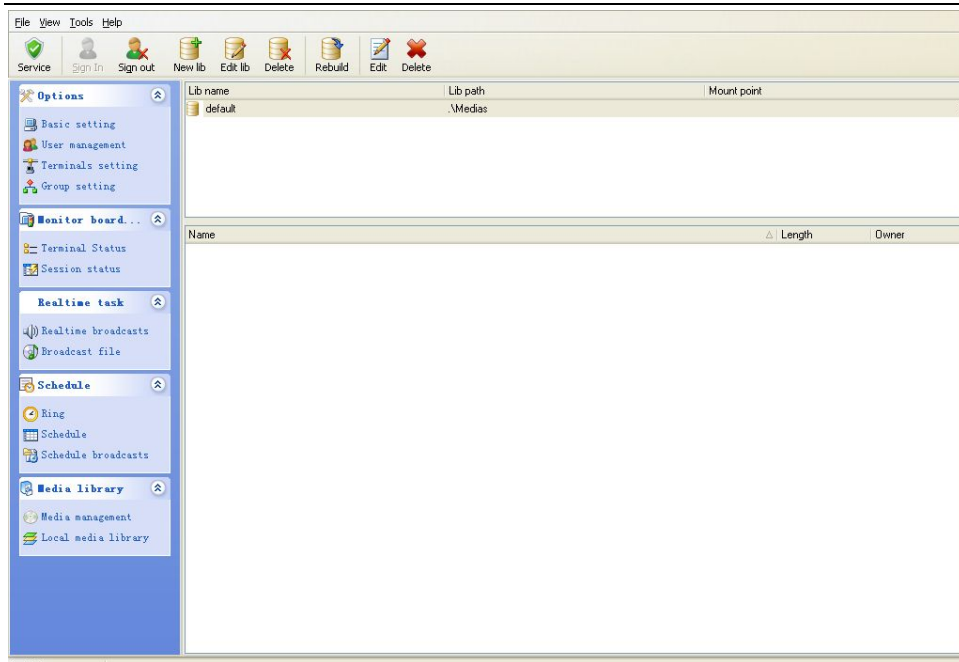 File View Tools Help
Service Sign In Sign out New lib Edit lib Delete Rebuild Edit Delete
Options
Basic setting
User management
Terminals setting
Group setting
Monitor board...
Terminal Status
Session status
Realtime task
Realtime broadcasts
Broadcast file
Schedule
Ring
Schedule
Schedule broadcasts
Media library
Media management
Local media library
Lib name Lib path Mount point
default .\Medias
Name Length Owner